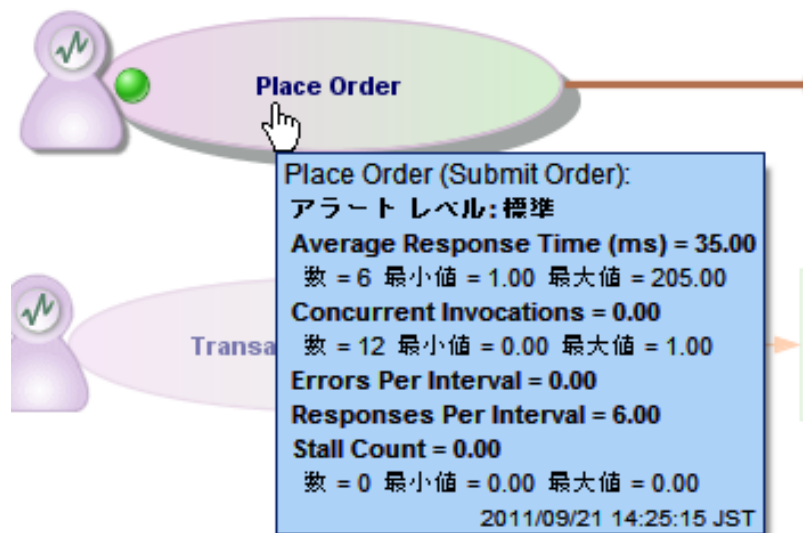 Place Order
Place Order (Submit Order):
アラート レベル: 標準
Average Response Time (ms) = 35.00
数 = 6 最小値 = 1.00 最大値 = 205.00
Concurrent Invocations = 0.00
Transa
数 = 12 最小値 = 0.00 最大値 = 1.00
Errors Per Interval = 0.00
Responses Per Interval = 6.00
Stall Count = 0.00
数 = 0 最小値 = 0.00 最大値 = 0.00
2011/09/21 14:25:15 JST